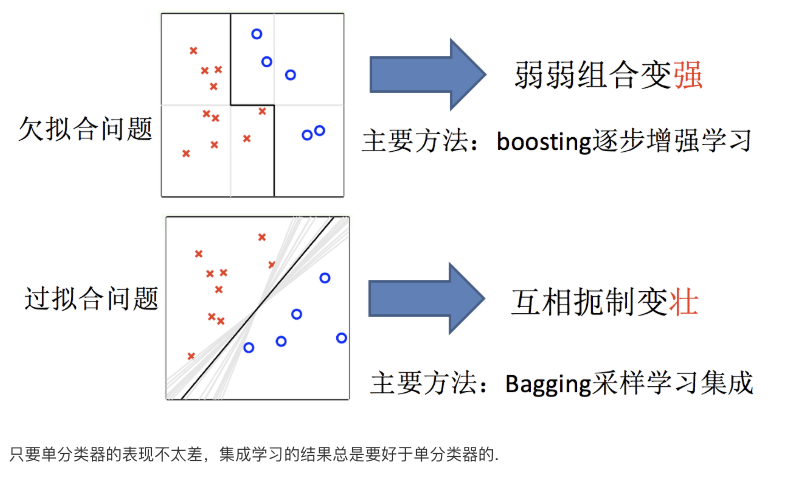 欠拟合问题
弱弱组合变强
主要方法：boosting逐步增强学习
过拟合问题
互相扼制变壮
主要方法：Bagging采样学习集成
只要单分类器的表现不太差，集成学习的结果总是要好于单分类器的.